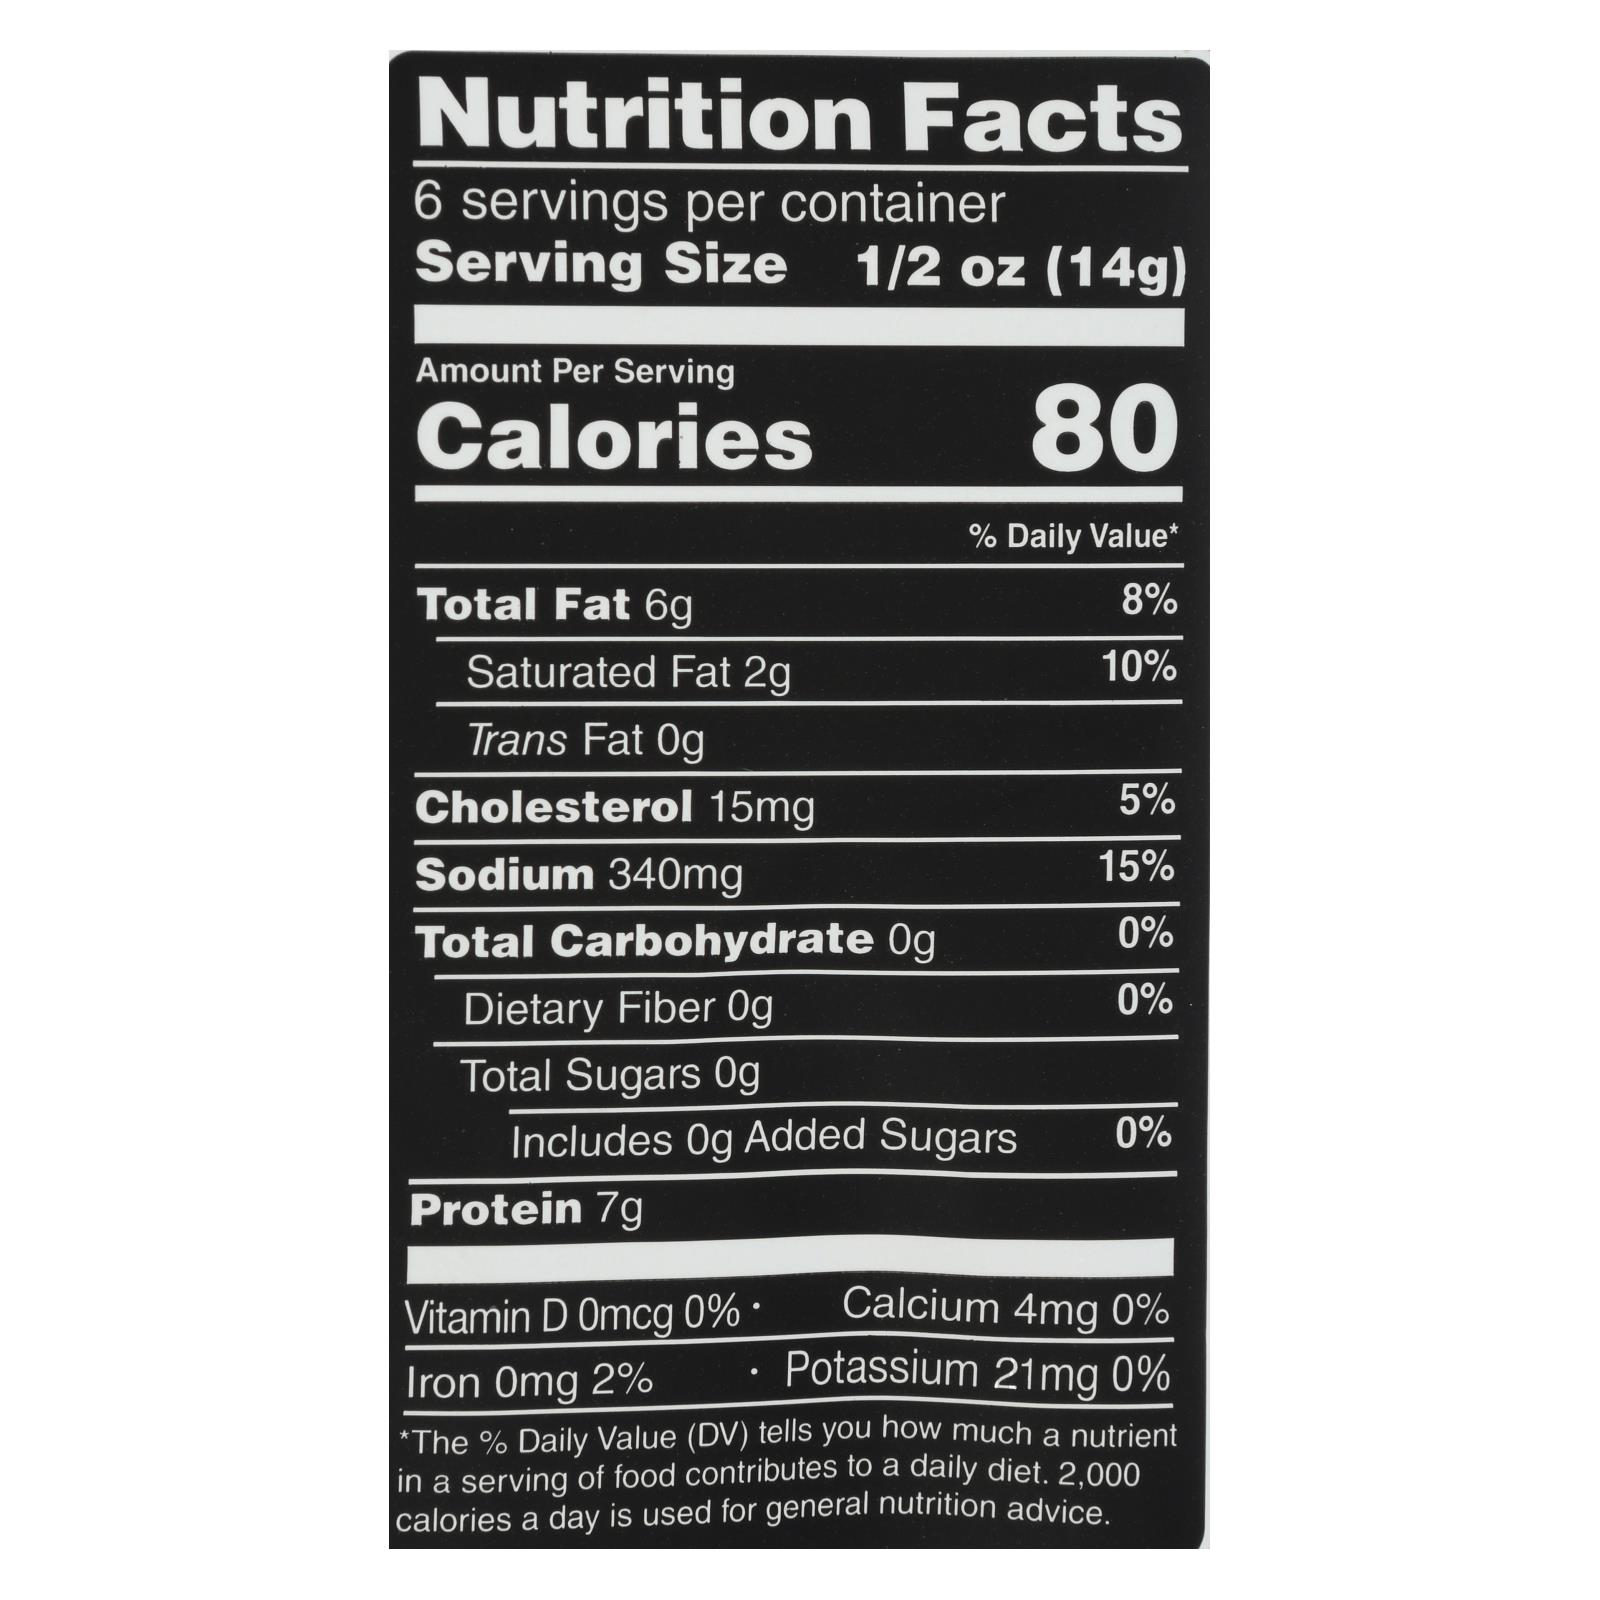 Nutrition Facts
6 servings per container
Serving Size 1/2 oz (14g)
Amount Per Serving
Calories 80
% Daily Value*
Total Fat 6g 8%
Saturated Fat 2g 10%
Trans Fat 0g
Cholesterol 15mg 5%
Sodium 340mg 15%
Total Carbohydrate 0g 0%
Dietary Fiber 0g 0%
Total Sugars 0g
Includes 0g Added Sugars 0%
Protein 7g
Vitamin D 0mcg 0% • Calcium 4mg 0%
Iron 0mg 2% • Potassium 21mg 0%
*The % Daily Value (DV) tells you how much a nutrient
in a serving of food contributes to a daily diet. 2,000
calories a day is used for general nutrition advice.